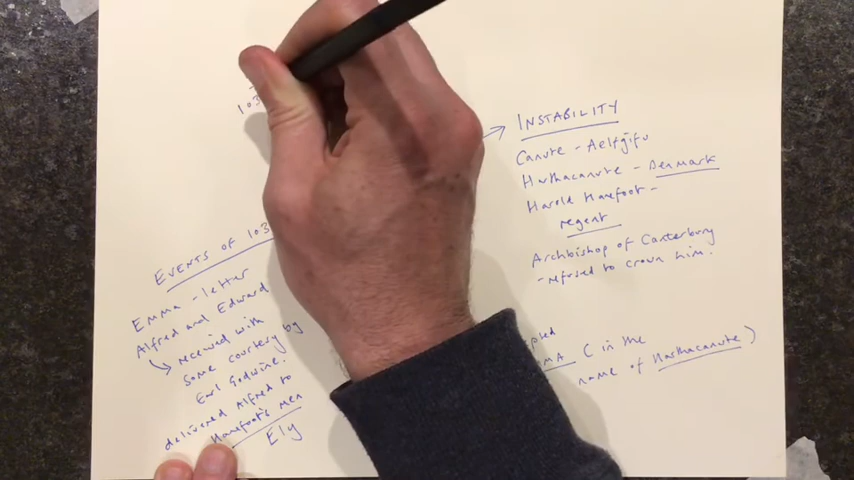 103
INSTABILITY
Canute - Aelfgifu
Harthacanute - Denmark
Harold Harefoot -
regent
Archbishop of Canterbury
- refused to crown him.
EVENTS OF 103
Emma - letter
Alfred and Edward
received with
some courtesy by
Earl Godwine.
delivered Alfred to
Harefoot's men
Ely
(in the
name of Harthacanute)